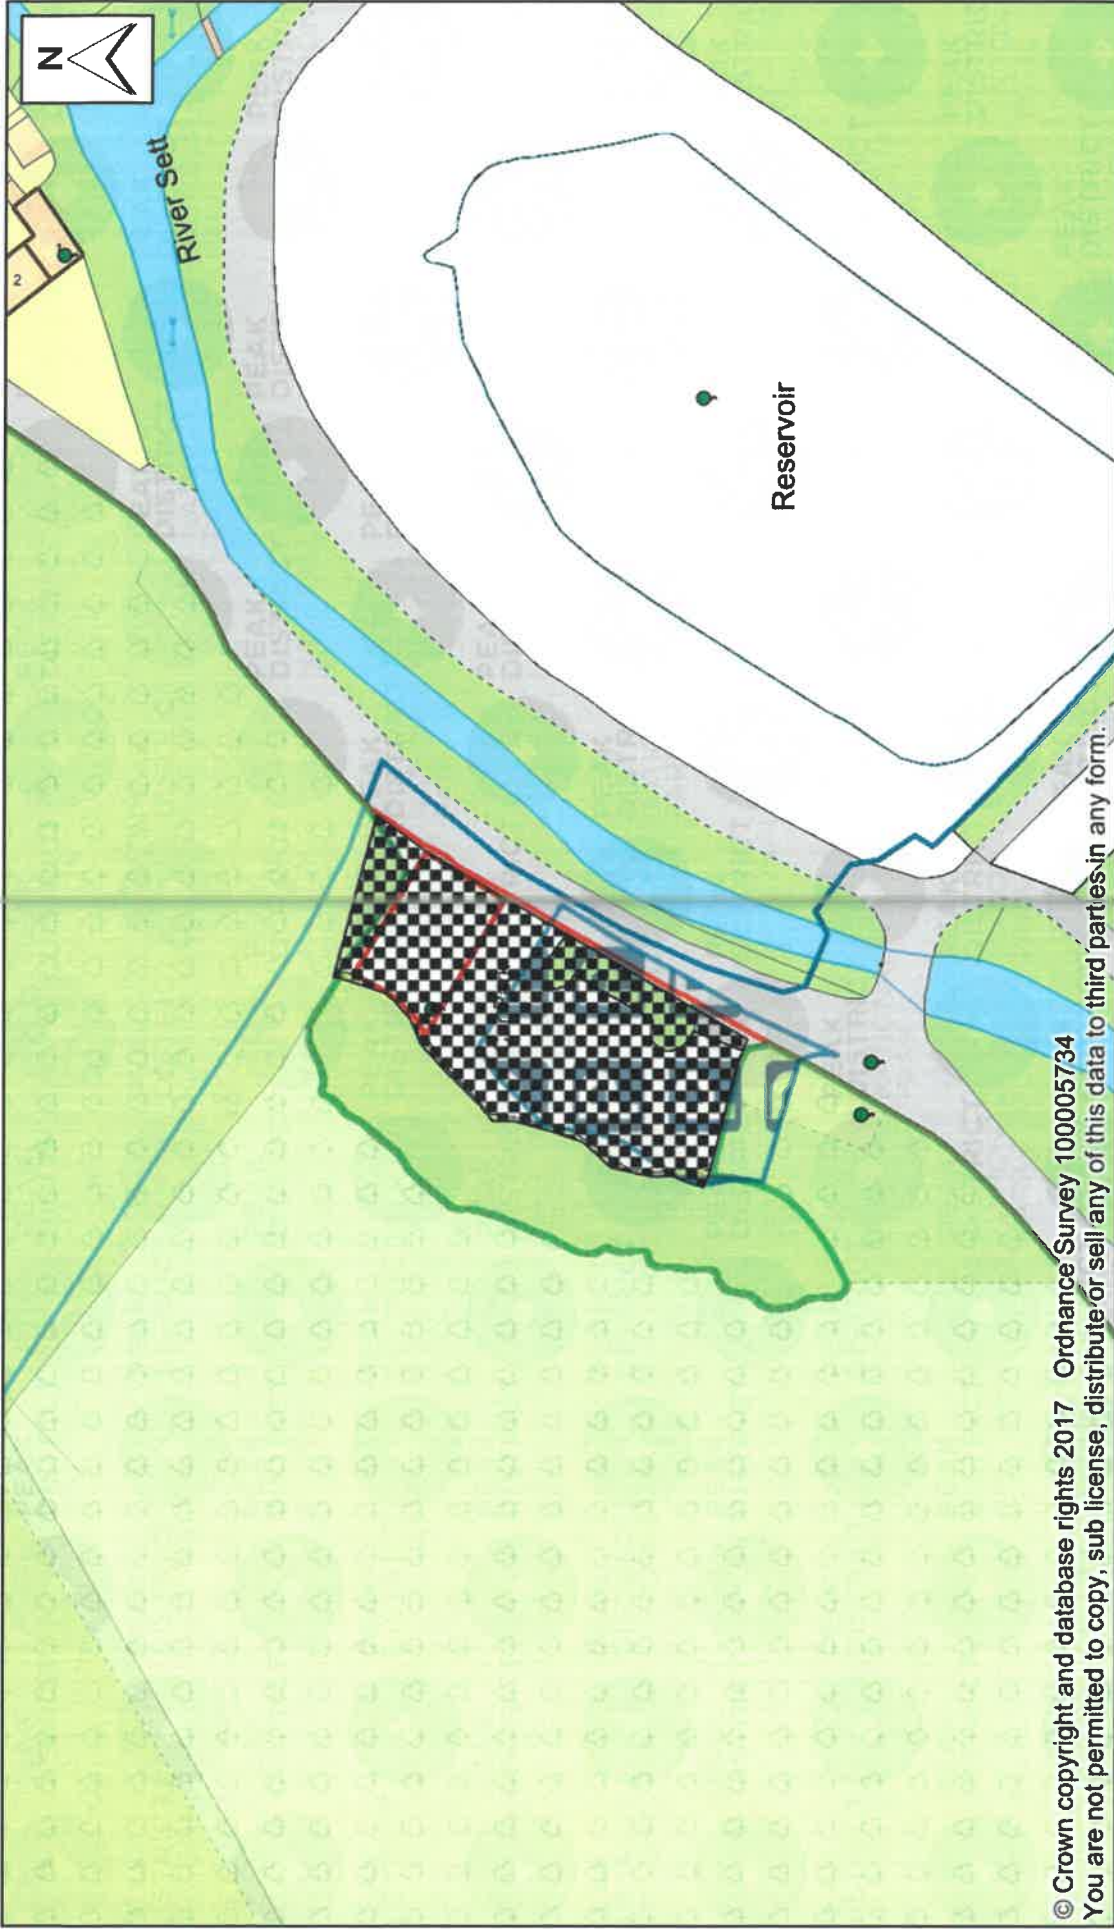 N
2
River Sett
Reservoir
© Crown copyright and database rights 2017 Ordnance Survey 100005734
You are not permitted to copy, sub license, distribute or sell any of this data to third parties in any form.